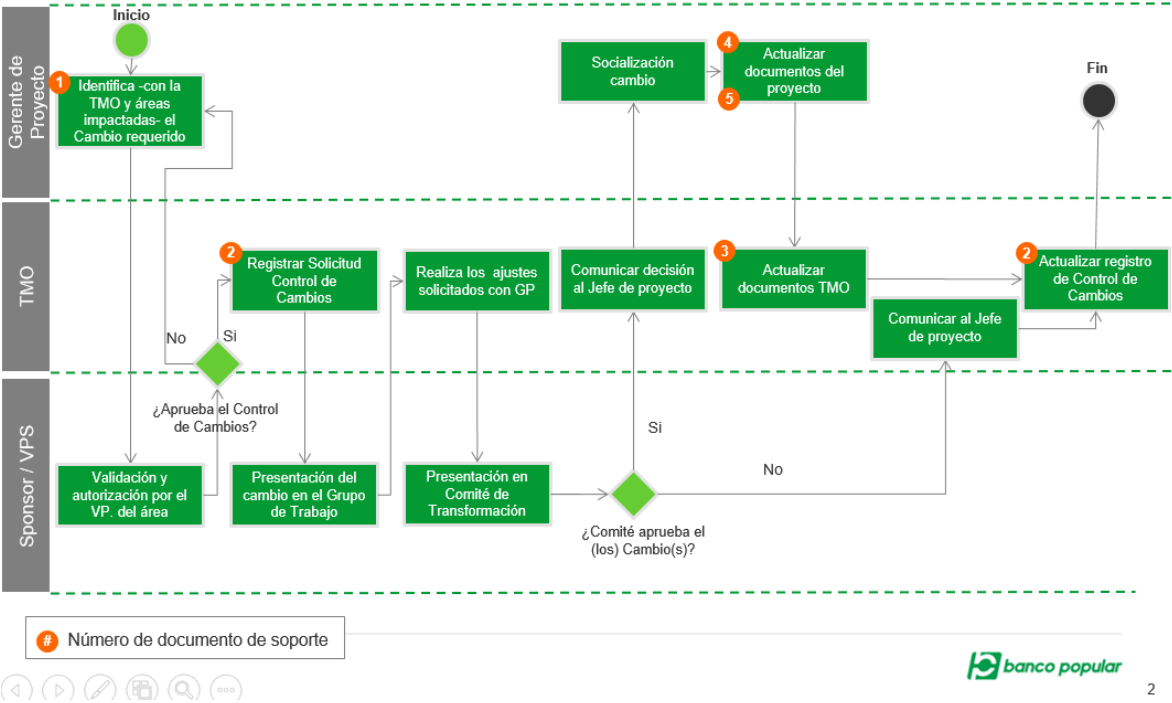 Inicio
Gerente de
Proyecto
1
Identifica -con la
TMO y áreas
impactadas- el
Cambio requerido
Socialización
cambio
4
5
Actualizar
documentos del
proyecto
Fin
TMO
2
Registrar Solicitud
Control de
Cambios
Realiza los ajustes
solicitados con GP
Comunicar decisión
al Jefe de proyecto
3
Actualizar
documentos TMO
2
Actualizar registro
de Control de
Cambios
Comunicar al Jefe
de proyecto
No
Si
¿Aprueba el Control
de Cambios?
Sponsor / VPS
Validación y
autorización por el
VP. del área
Presentación del
cambio en el Grupo
de Trabajo
Presentación en
Comité de
Transformación
Si
No
¿Comité aprueba el
(los) Cambio(s)?
# Número de documento de soporte
banco popular
2